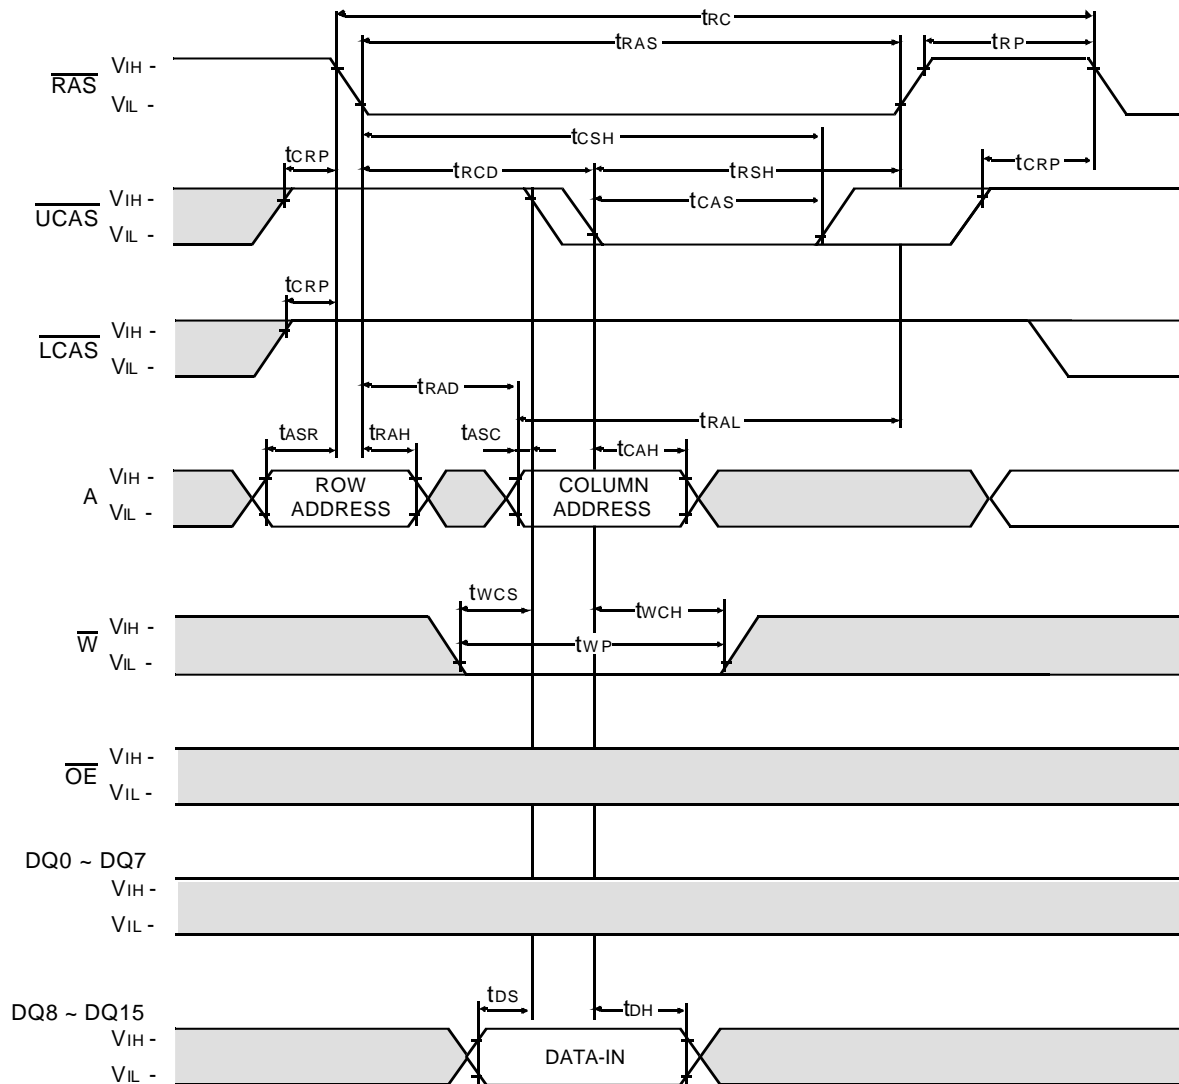 tRC
tRAS
tRP
RAS
VIH -
VIL -
tCSH
tCRP
tRCD
tRSH
tCRP
UCAS
VIH -
VIL -
tCAS
tCRP
LCAS
VIH -
VIL -
tRAD
tRAL
tASR
tRAH
tASC
tCAH
A
VIH -
VIL -
ROW
ADDRESS
COLUMN
ADDRESS
tWCS
tWCH
W
VIH -
VIL -
tWP
OE
VIH -
VIL -
DQ0 ~ DQ7
VIH -
VIL -
tDS
tDH
DQ8 ~ DQ15
VIH -
VIL -
DATA-IN